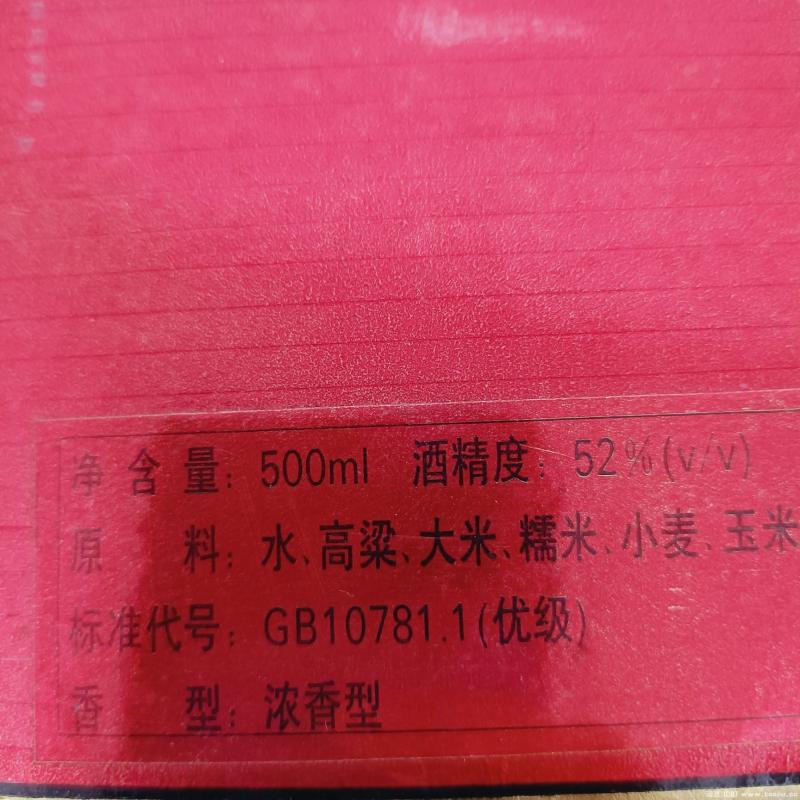 净含量：500ml 酒精度：52%(v/v)
原料：水、高粱、大米、糯米、小麦、玉米
标准代号：GB10781.1(优级)
香型：浓香型